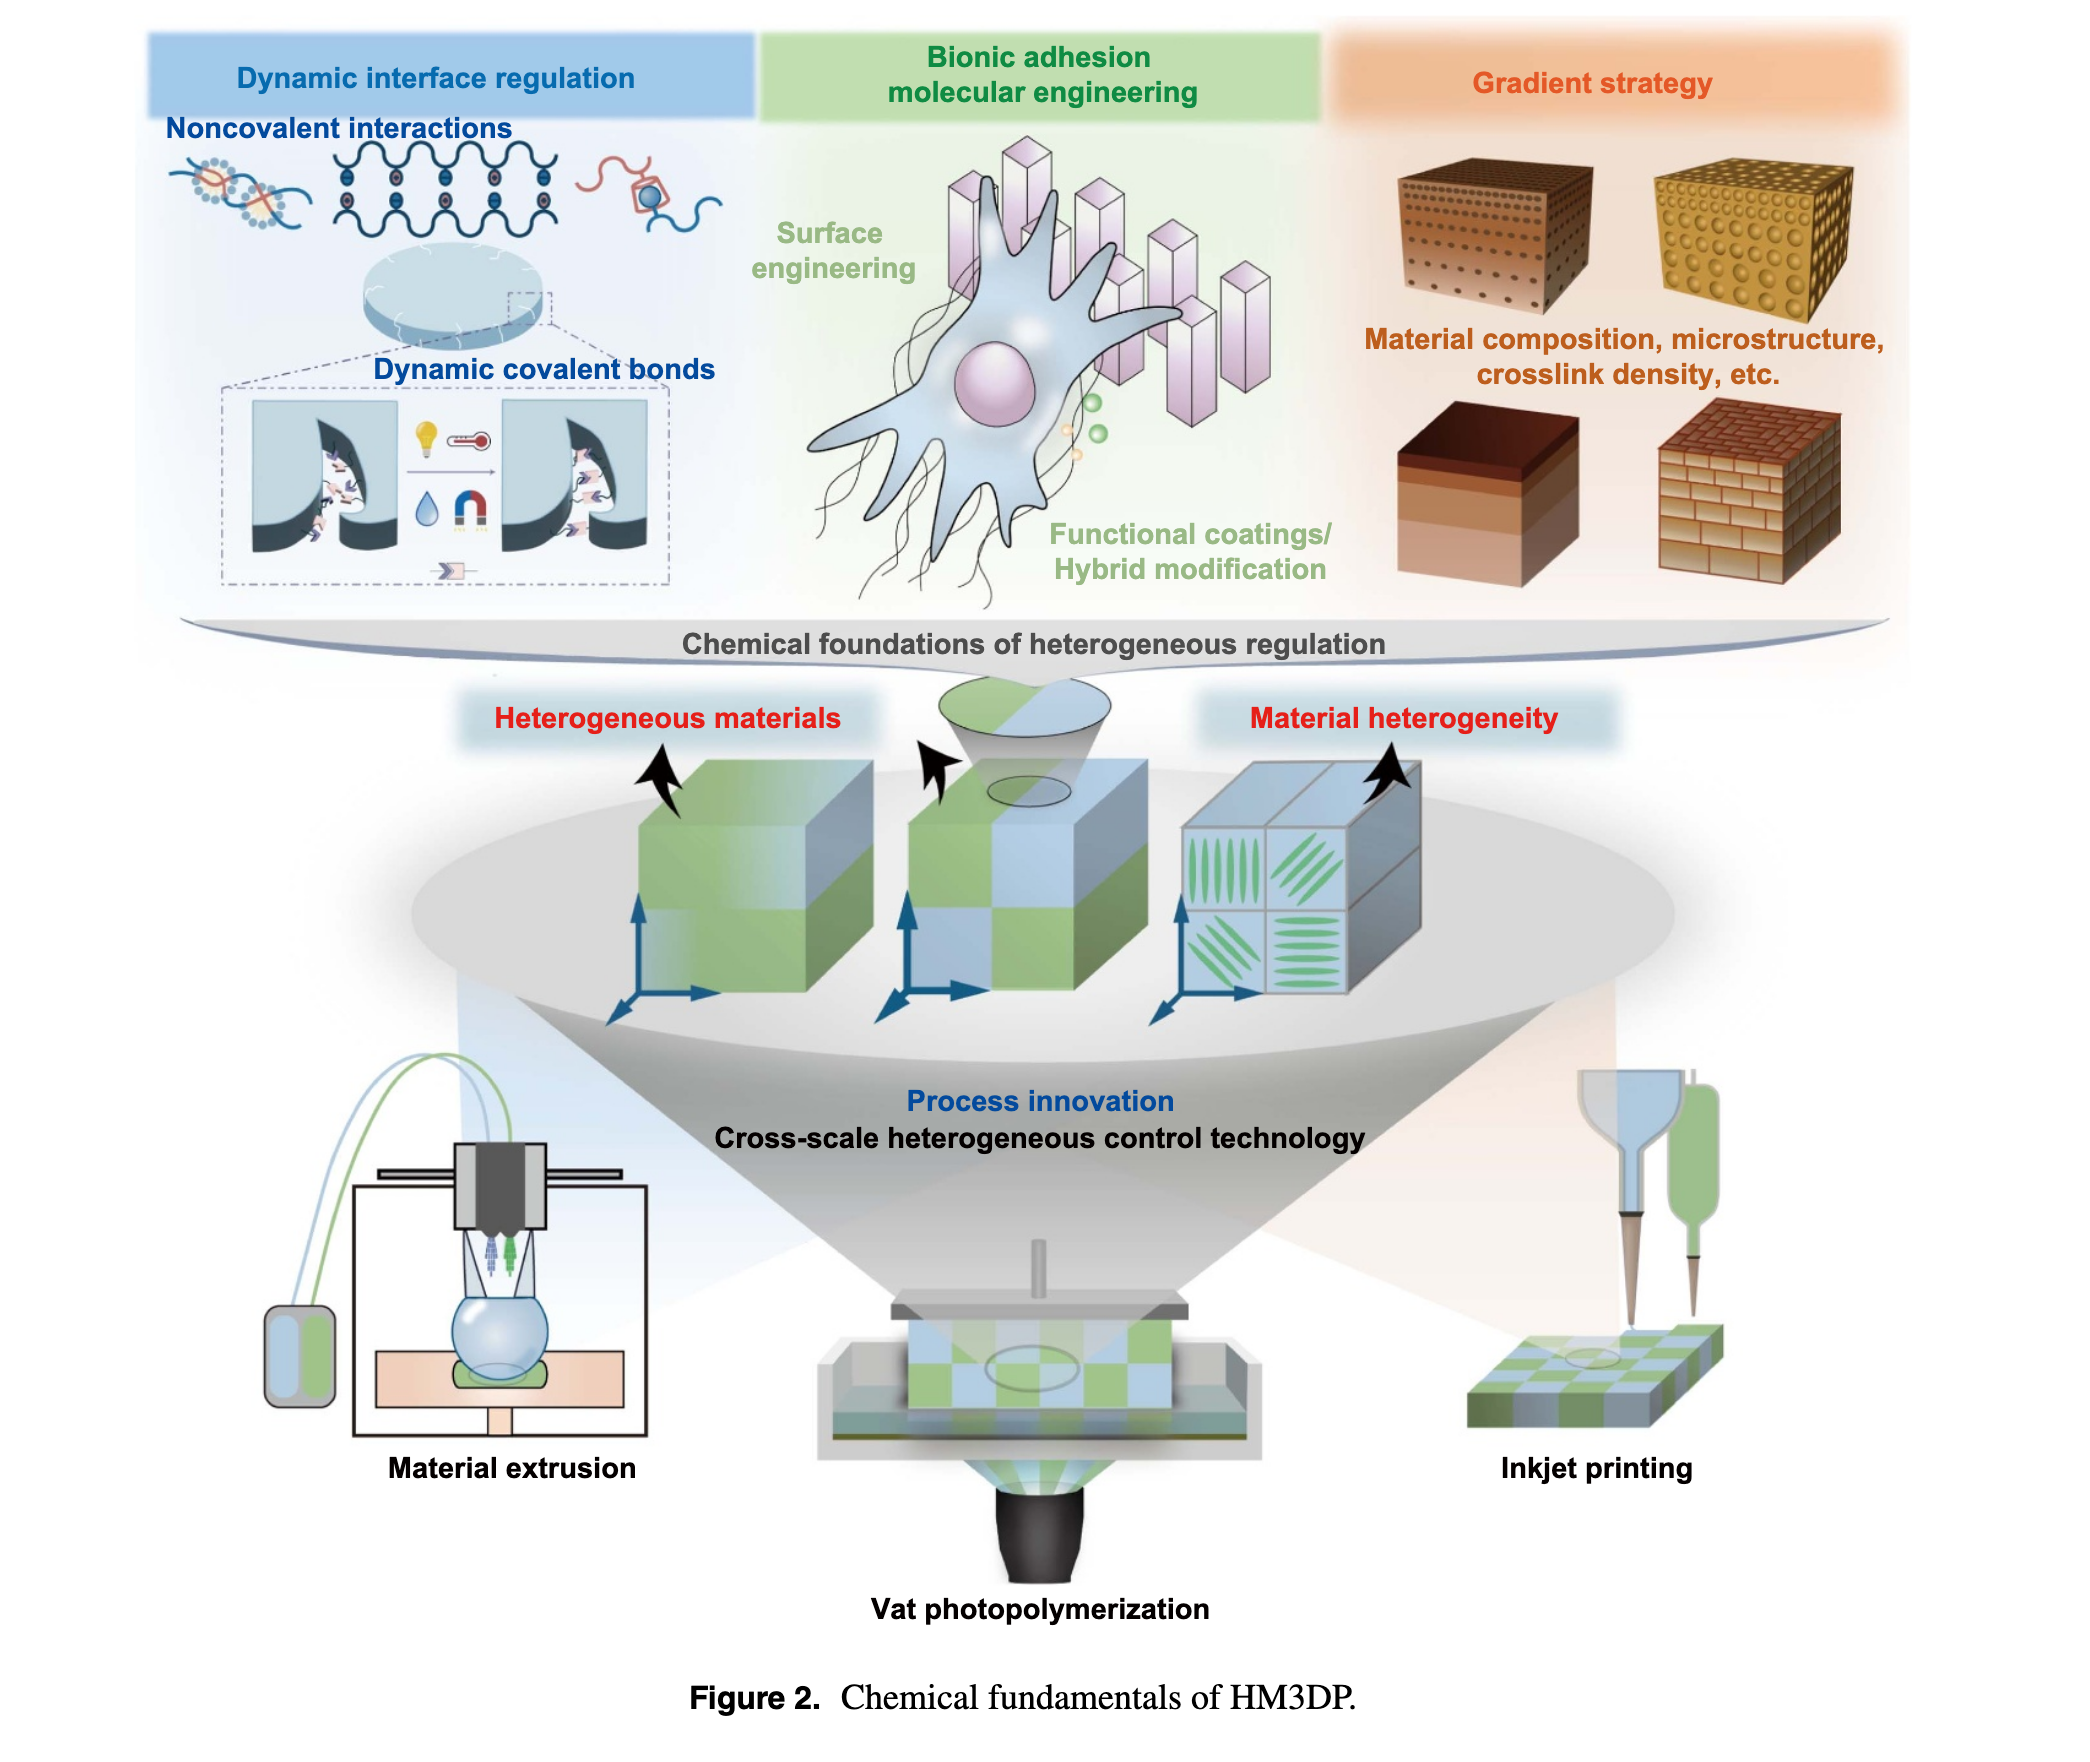 Dynamic interface regulation
Bionic adhesion
molecular engineering
Gradient strategy
Noncovalent interactions
Surface
engineering
Material composition, microstructure,
crosslink density, etc.
Dynamic covalent bonds
Functional coatings/
Hybrid modification
Chemical foundations of heterogeneous regulation
Heterogeneous materials
Material heterogeneity
Process innovation
Cross-scale heterogeneous control technology
Material extrusion
Inkjet printing
Vat photopolymerization
Figure 2. Chemical fundamentals of HM3DP.